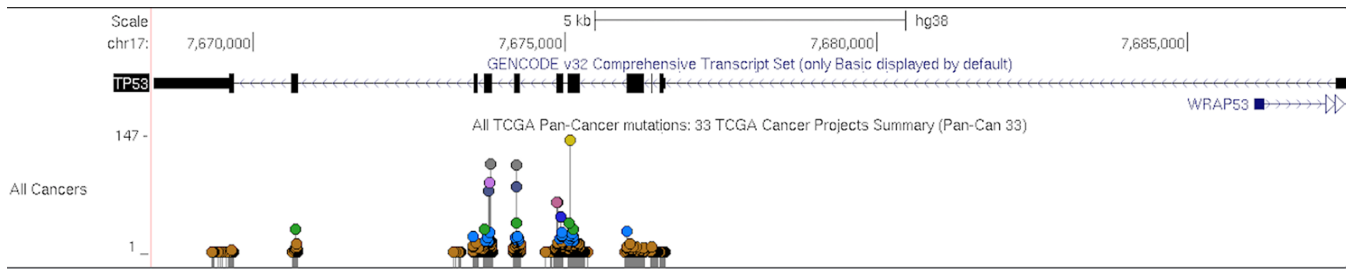 Scale 5 kb hg38
chr17: 7,670,000 7,675,000 7,680,000 7,685,000
GENCODE v32 Comprehensive Transcript Set (only Basic displayed by default)
TP53
WRAP53
All TCGA Pan-Cancer mutations: 33 TCGA Cancer Projects Summary (Pan-Can 33)
147 -
All Cancers
1 _